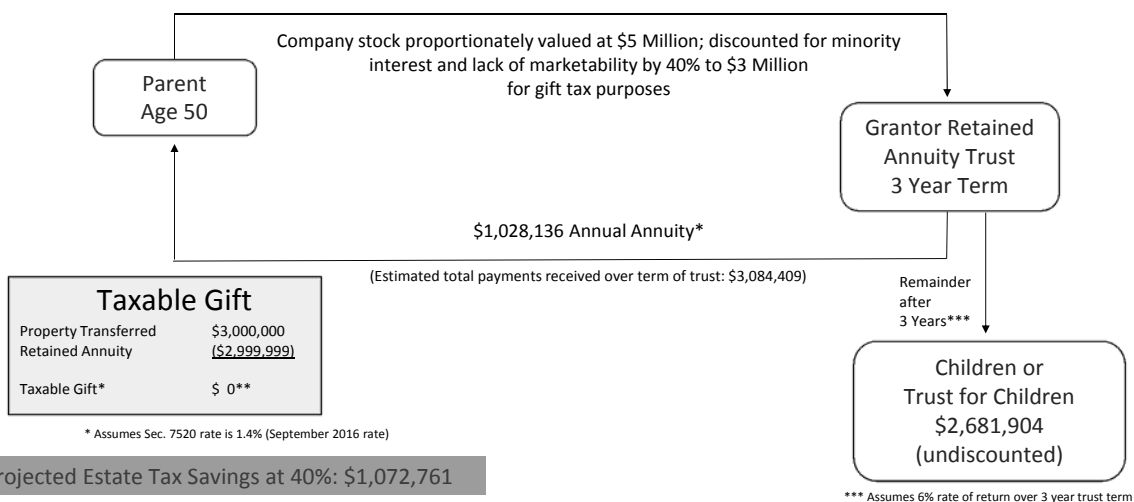 Company stock proportionately valued at $5 Million; discounted for minority
interest and lack of marketability by 40% to $3 Million
for gift tax purposes
Parent
Age 50
Grantor Retained
Annuity Trust
3 Year Term
$1,028,136 Annual Annuity*
(Estimated total payments received over term of trust: $3,084,409)
Remainder
after
3 Years***
Taxable Gift
Property Transferred $3,000,000
Retained Annuity ($2,999,999)
Taxable Gift* $ 0**
* Assumes Sec. 7520 rate is 1.4% (September 2016 rate)
Children or
Trust for Children
$2,681,904
(undiscounted)
rojected Estate Tax Savings at 40%: $1,072,761
*** Assumes 6% rate of return over 3 year trust term